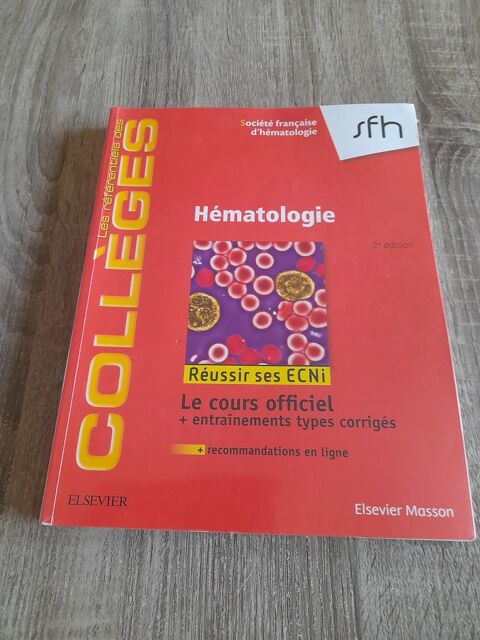 Les référentiels des
COLLÈGES
Société française
d'hématologie
sfh
Hématologie
3e édition
Réussir ses ECNi
Le cours officiel
+ entraînements types corrigés
+ recommandations en ligne
ELSEVIER
Elsevier Masson